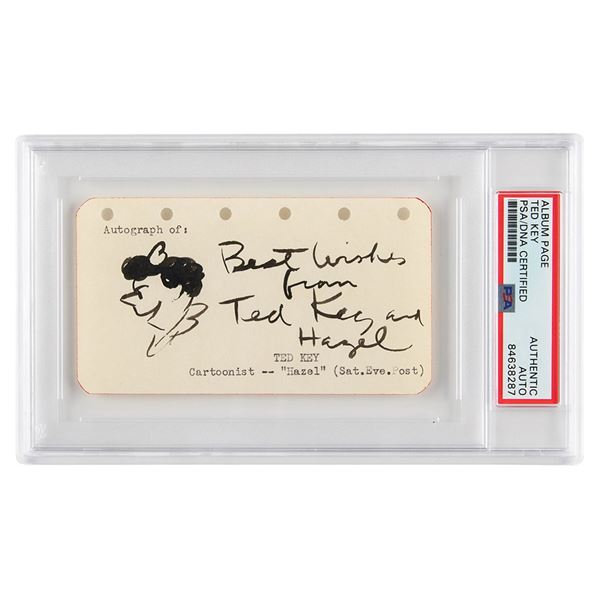 Autograph of:
Best Wishes
from
Ted Key and
Hazel
TED KEY
Cartoonist -- "Hazel" (Sat.Eve.Post)
ALBUM PAGE
TED KEY
PSA/DNA CERTIFIED
PSA
AUTHENTIC
AUTO
84638287